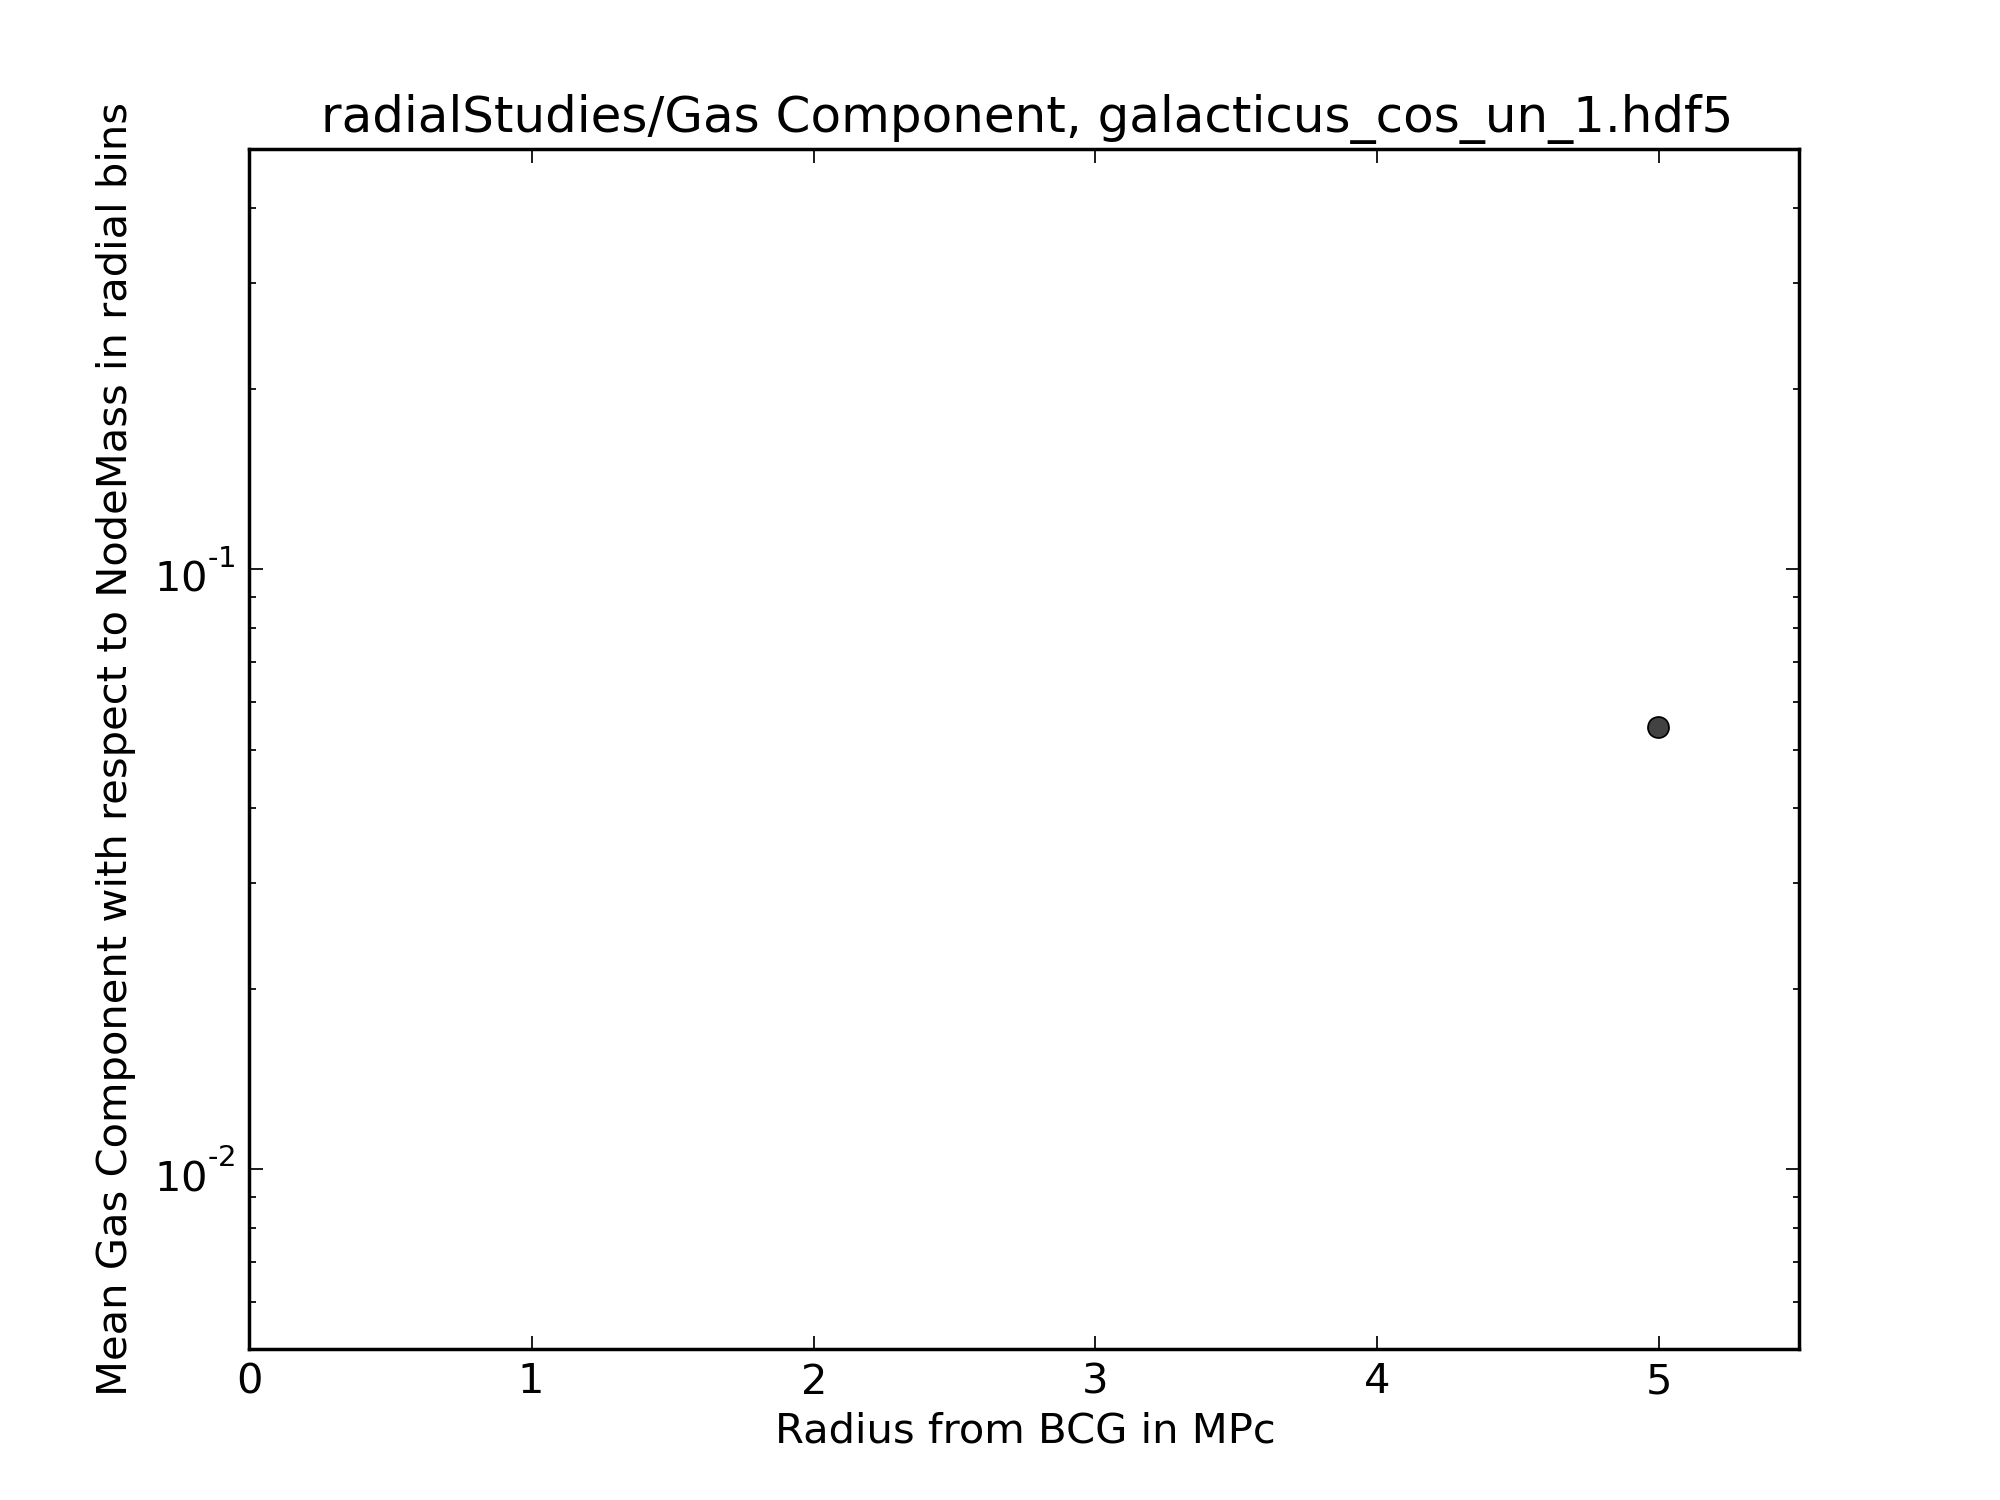 radialStudies/Gas Component, galacticus_cos_un_1.hdf5
Mean Gas Component with respect to NodeMass in radial bins
10^-1
10^-2
0 1 2 3 4 5
Radius from BCG in MPc